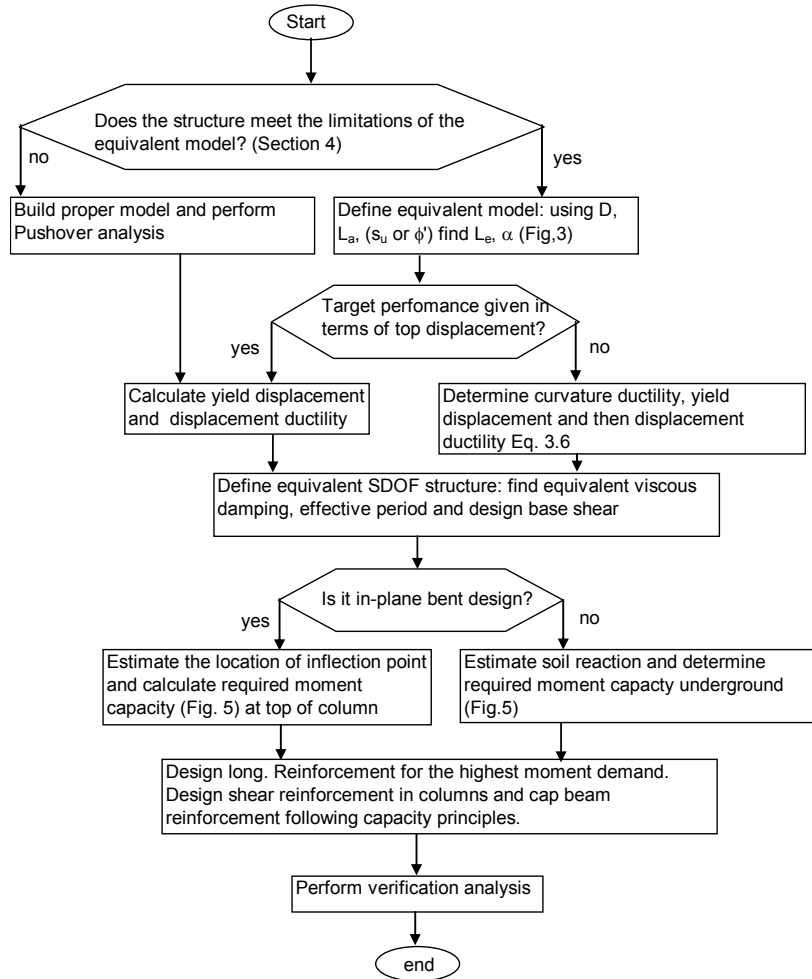 Start
Does the structure meet the limitations of the
equivalent model? (Section 4)
no
yes
Build proper model and perform
Pushover analysis
Define equivalent model: using D,
Lₐ, (sᵤ or ϕ') find Lₑ, α (Fig,3)
Target perfomance given in
terms of top displacement?
yes
no
Calculate yield displacement
and displacement ductility
Determine curvature ductility, yield
displacement and then displacement
ductility Eq. 3.6
Define equivalent SDOF structure: find equivalent viscous
damping, effective period and design base shear
Is it in-plane bent design?
yes
no
Estimate the location of inflection point
and calculate required moment
capacity (Fig. 5) at top of column
Estimate soil reaction and determine
required moment capacty underground
(Fig.5)
Design long. Reinforcement for the highest moment demand.
Design shear reinforcement in columns and cap beam
reinforcement following capacity principles.
Perform verification analysis
end